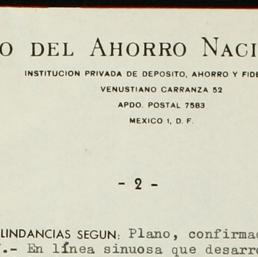 O DEL AHORRO NACI
INSTITUCION PRIVADA DE DEPOSITO, AHORRO Y FIDE
VENUSTIANO CARRANZA 52
APDO. POSTAL 7583
MEXICO 1, D. F.
- 2 -
LINDANCIAS SEGUN: Plano, confirma
.- En línea sinuosa que desarro